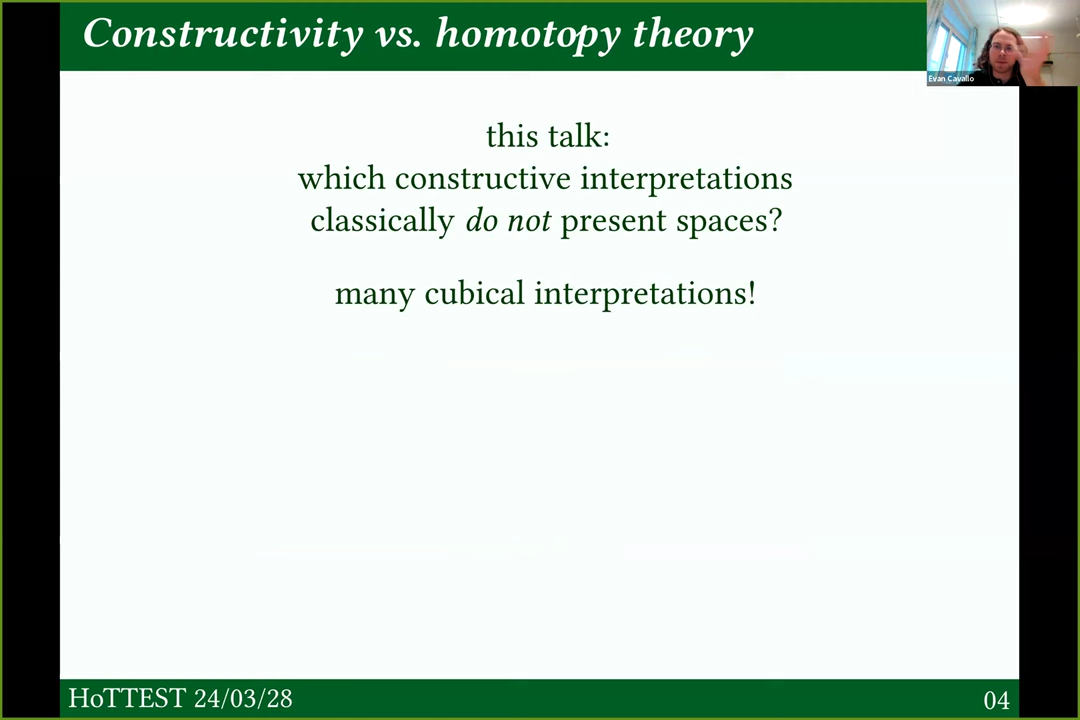 Constructivity vs. homotopy theory
Evan Cavallo
this talk:
which constructive interpretations
classically do not present spaces?
many cubical interpretations!
HoTTEST 24/03/28
04